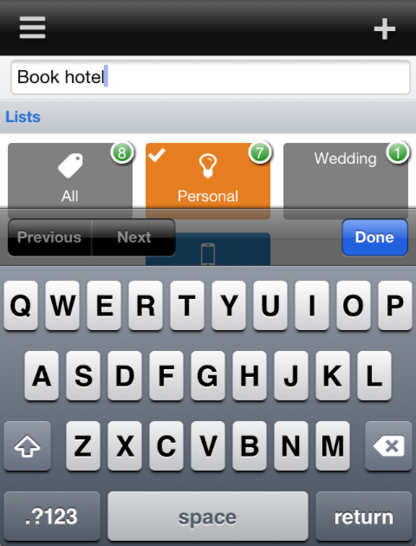 Book hotel
Lists
8 7 1
All Personal Wedding
Previous Next Done
Q W E R T Y U I O P
A S D F G H J K L
Z X C V B N M
.?123 space return